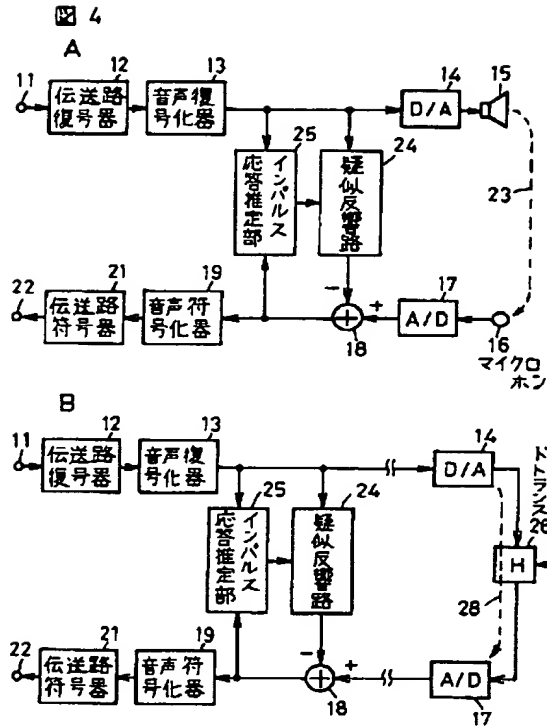 図 4
A
11
12
13
14
15
伝送路
復号器
音声復
号化器
D/A
25
24
インパルス
応答推定部
疑似反響路
23
22
21
19
17
伝送路
符号器
音声符
号化器
−
+
18
A/D
16
マイクロ
ホン
B
11
12
13
14
伝送路
復号器
音声復
号化器
D/A
25
24
インパルス
応答推定部
疑似反響路
26
H
28
22
21
19
伝送路
符号器
音声符
号化器
−
+
18
A/D
17